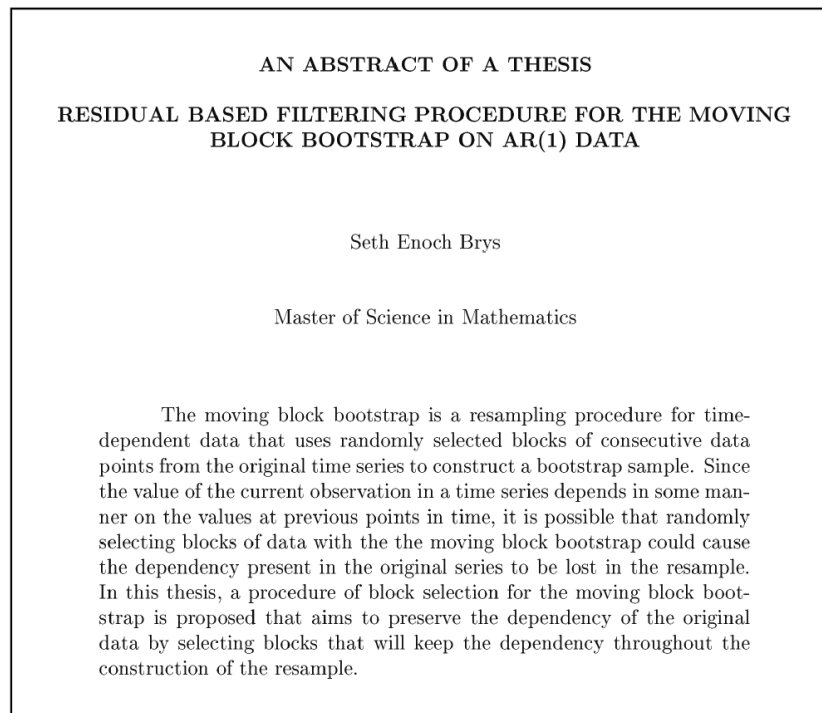 AN ABSTRACT OF A THESIS
RESIDUAL BASED FILTERING PROCEDURE FOR THE MOVING
BLOCK BOOTSTRAP ON AR(1) DATA
Seth Enoch Brys
Master of Science in Mathematics
The moving block bootstrap is a resampling procedure for time-
dependent data that uses randomly selected blocks of consecutive data
points from the original time series to construct a bootstrap sample. Since
the value of the current observation in a time series depends in some man-
ner on the values at previous points in time, it is possible that randomly
selecting blocks of data with the the moving block bootstrap could cause
the dependency present in the original series to be lost in the resample.
In this thesis, a procedure of block selection for the moving block boot-
strap is proposed that aims to preserve the dependency of the original
data by selecting blocks that will keep the dependency throughout the
construction of the resample.